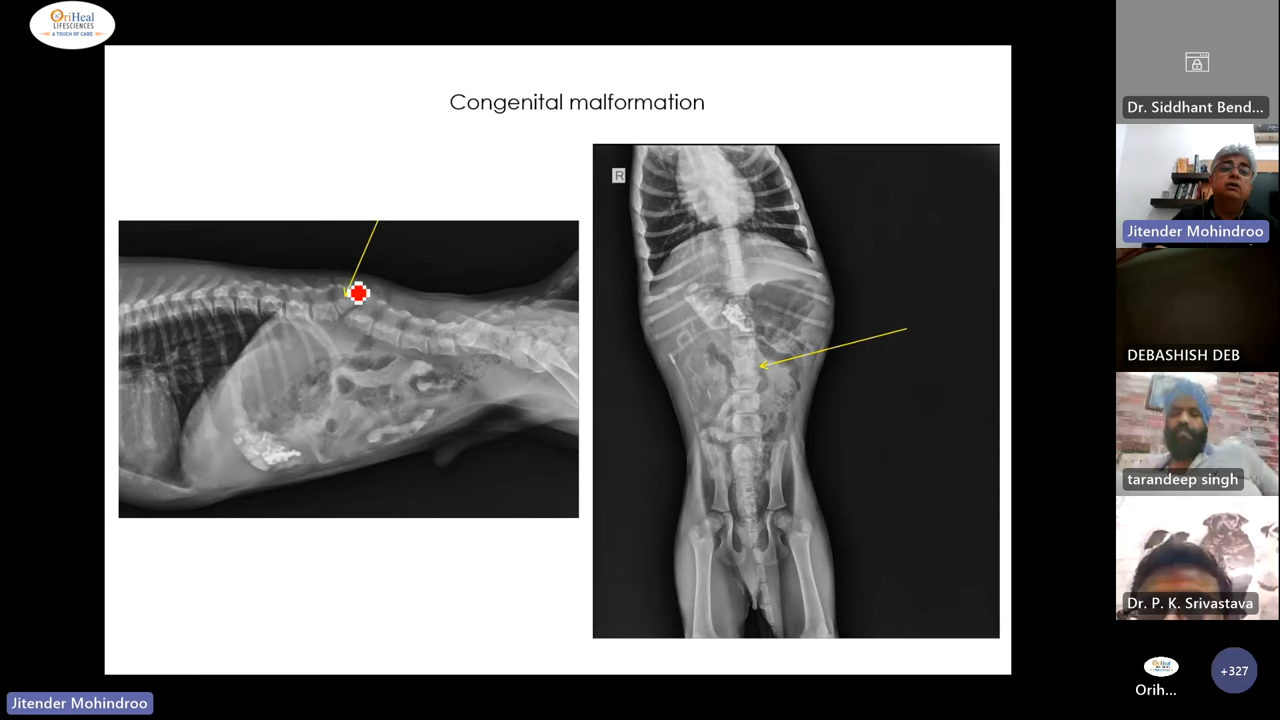 OriHeal
LIFESCIENCES
A TOUCH OF CARE
Congenital malformation
R
Dr. Siddhant Bend...
Jitender Mohindroo
DEBASHISH DEB
tarandeep singh
Dr. P. K. Srivastava
Orih...
+327
Jitender Mohindroo